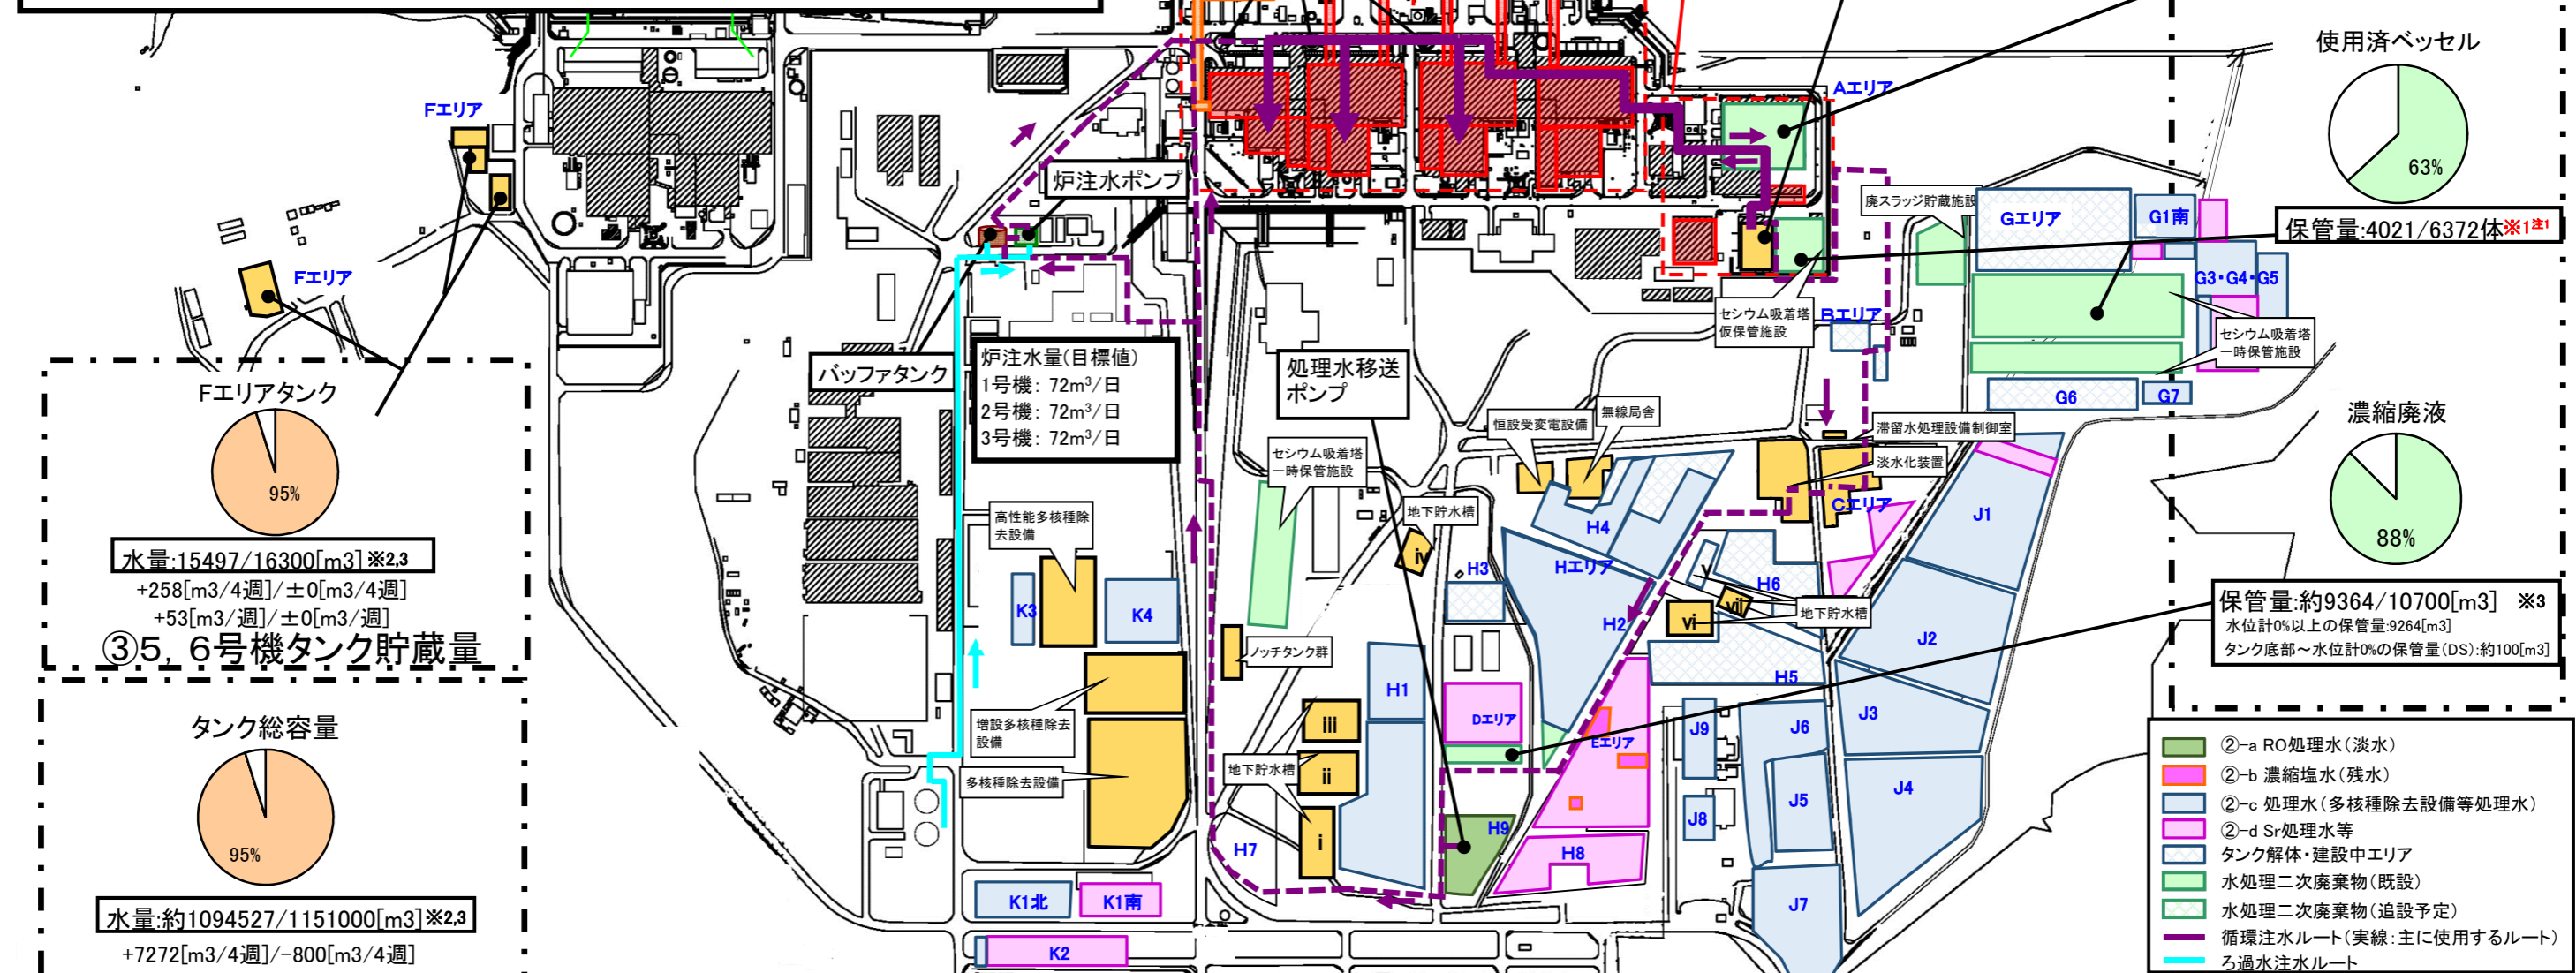 使用済ベッセル
63%
保管量:4021/6372体※1注1
Aエリア
Fエリア
Fエリア
炉注水ポンプ
廃スラッジ貯蔵施設
Gエリア
G1南
G3・G4・G5
セシウム吸着塔
仮保管施設
Bエリア
セシウム吸着塔
一時保管施設
G6
G7
バッファタンク
炉注水量(目標値)
1号機: 72m³/日
2号機: 72m³/日
3号機: 72m³/日
処理水移送
ポンプ
Fエリアタンク
95%
水量:15497/16300[m3]※2,3
+258[m3/4週]/±0[m3/4週]
+53[m3/週]/±0[m3/週]
③5, 6号機タンク貯蔵量
恒設受変電設備
無線局舎
滞留水処理設備制御室
淡水化装置
Cエリア
濃縮廃液
88%
保管量:約9364/10700[m3] ※3
水位計0%以上の保管量:9264[m3]
タンク底部~水位計0%の保管量(DS):約100[m3]
セシウム吸着塔
一時保管施設
高性能多核種除
去設備
地下貯水槽
iv
H4
J1
H3
Hエリア
v
H6
vii
vi
地下貯水槽
K3
K4
H2
J2
ノッチタンク群
H5
H1
増設多核種除去
設備
iii
Dエリア
Eエリア
J9
J6
J3
多核種除去設備
地下貯水槽
ii
J5
J4
J8
i
H7
H9
H8
K1北
K1南
J7
K2
タンク総容量
95%
水量:約1094527/1151000[m3]※2,3
+7272[m3/4週]/-800[m3/4週]
②-a RO処理水(淡水)
②-b 濃縮塩水(残水)
②-c 処理水(多核種除去設備等処理水)
②-d Sr処理水等
タンク解体・建設中エリア
水処理二次廃棄物(既設)
水処理二次廃棄物(追設予定)
循環注水ルート(実線:主に使用するルート)
ろ過水注水ルート